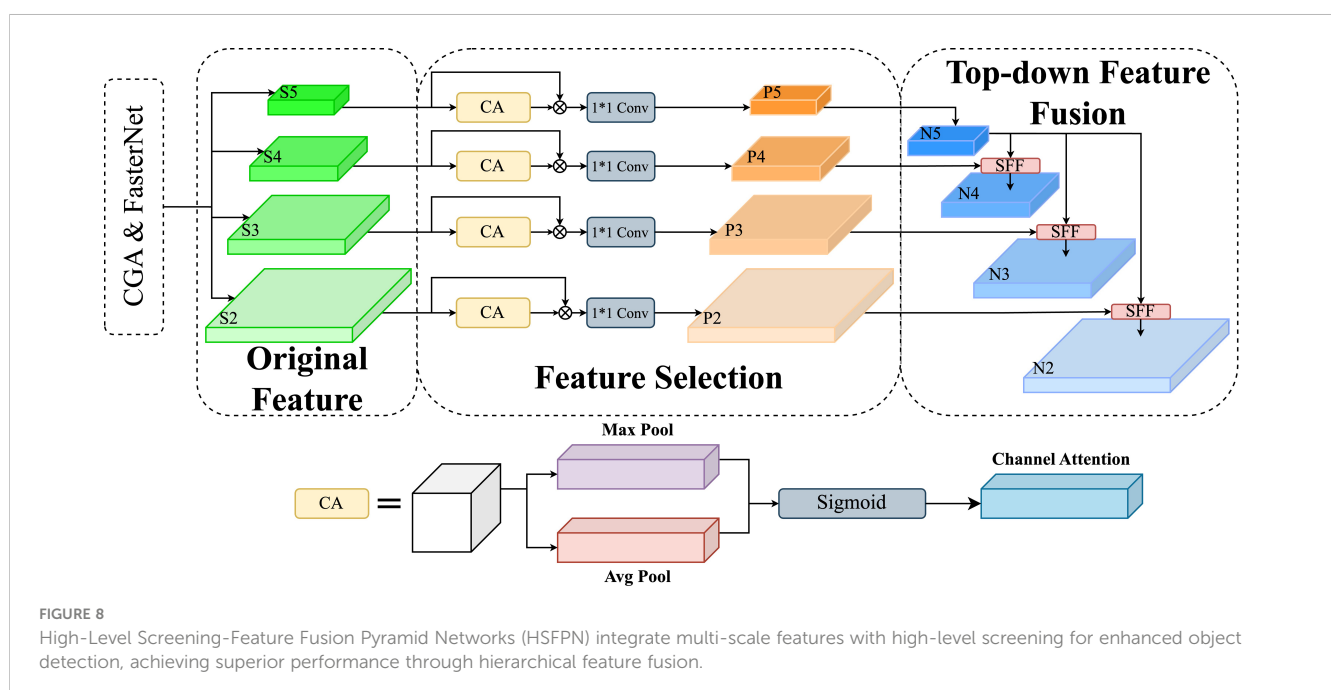 CGA & FasterNet
S5
S4
S3
S2
Original
Feature
CA
1*1 Conv
P5
CA
1*1 Conv
P4
CA
1*1 Conv
P3
CA
1*1 Conv
P2
Feature Selection
Top-down Feature
Fusion
N5
SFF
N4
SFF
N3
SFF
N2
CA
=
Max Pool
Avg Pool
Sigmoid
Channel Attention
FIGURE 8
High-Level Screening-Feature Fusion Pyramid Networks (HSFPN) integrate multi-scale features with high-level screening for enhanced object
detection, achieving superior performance through hierarchical feature fusion.